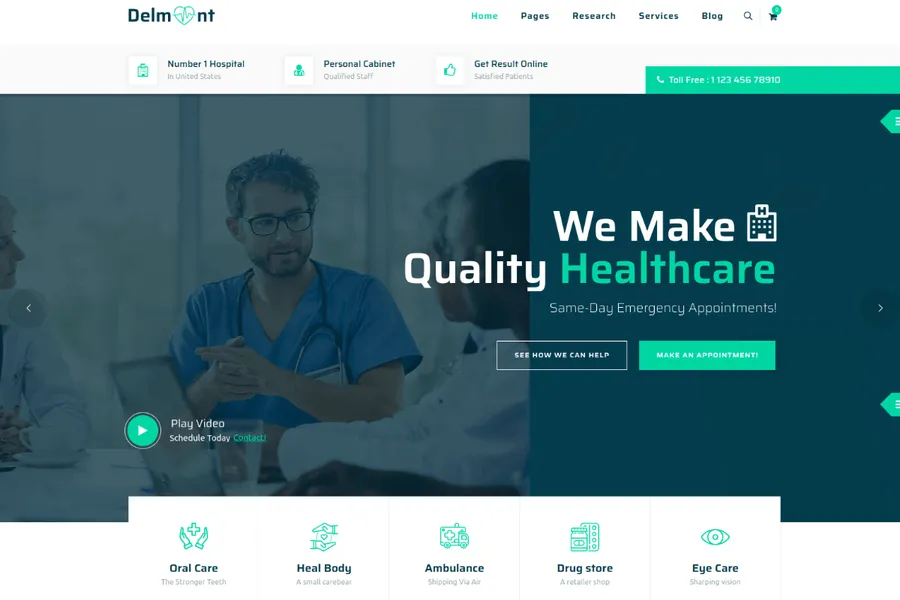 Delm nt
Home Pages Research Services Blog
0
Number 1 Hospital
In United States
Personal Cabinet
Qualified Staff
Get Result Online
Satisfied Patients
Toll Free : 1 123 456 78910
We Make
Quality Healthcare
Same-Day Emergency Appointments!
SEE HOW WE CAN HELP
MAKE AN APPOINTMENT!
Play Video
Schedule Today Contact!
Oral Care
The Stronger Teeth
Heal Body
A small carebear
Ambulance
Shipping Via Air
Drug store
A retailer shop
Eye Care
Sharping vision